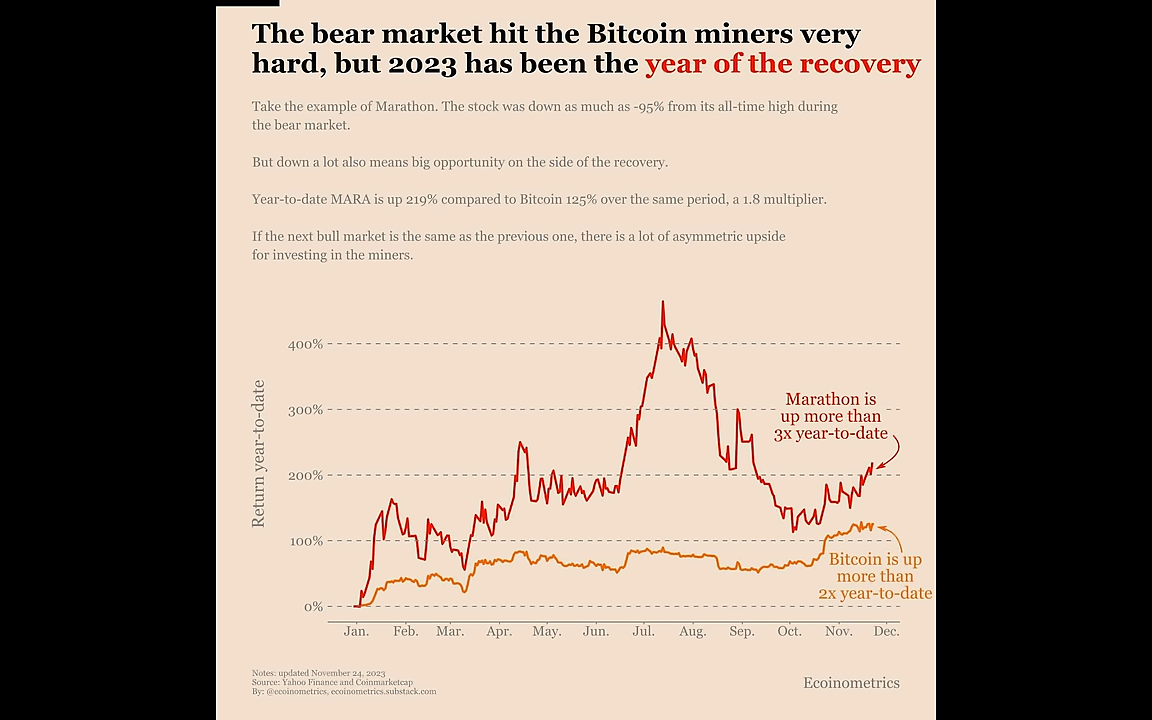 The bear market hit the Bitcoin miners very
hard, but 2023 has been the year of the recovery
Take the example of Marathon. The stock was down as much as -95% from its all-time high during
the bear market.
But down a lot also means big opportunity on the side of the recovery.
Year-to-date MARA is up 219% compared to Bitcoin 125% over the same period, a 1.8 multiplier.
If the next bull market is the same as the previous one, there is a lot of asymmetric upside
for investing in the miners.
Return year-to-date
400%
300%
200%
100%
0%
Marathon is
up more than
3x year-to-date
Bitcoin is up
more than
2x year-to-date
Jan. Feb. Mar. Apr. May. Jun. Jul. Aug. Sep. Oct. Nov. Dec.
Notes: updated November 24, 2023
Source: Yahoo Finance and Coinmarketcap
By: @ecoinometrics, ecoinometrics.substack.com
Ecoinometrics